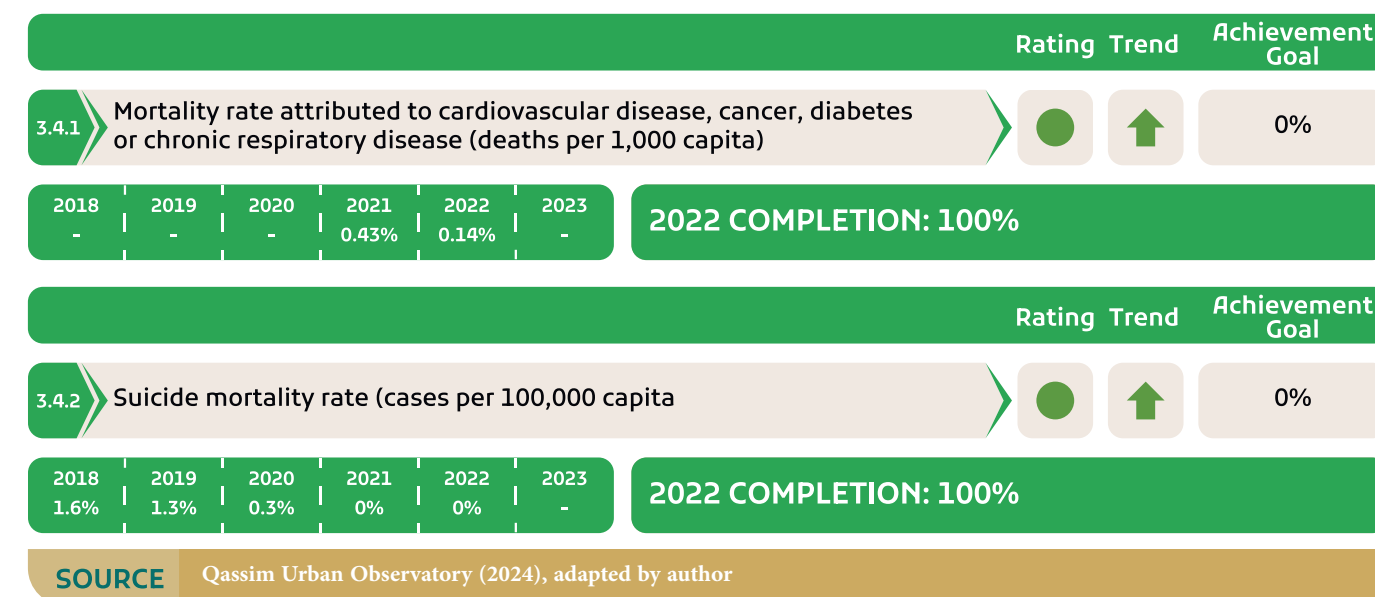 Rating Trend Achievement Goal
3.4.1 Mortality rate attributed to cardiovascular disease, cancer, diabetes
or chronic respiratory disease (deaths per 1,000 capita)
0%
2018 2019 2020 2021 2022 2023
- - - 0.43% 0.14% -
2022 COMPLETION: 100%
Rating Trend Achievement Goal
3.4.2 Suicide mortality rate (cases per 100,000 capita
0%
2018 2019 2020 2021 2022 2023
1.6% 1.3% 0.3% 0% 0% -
2022 COMPLETION: 100%
SOURCE Qassim Urban Observatory (2024), adapted by author